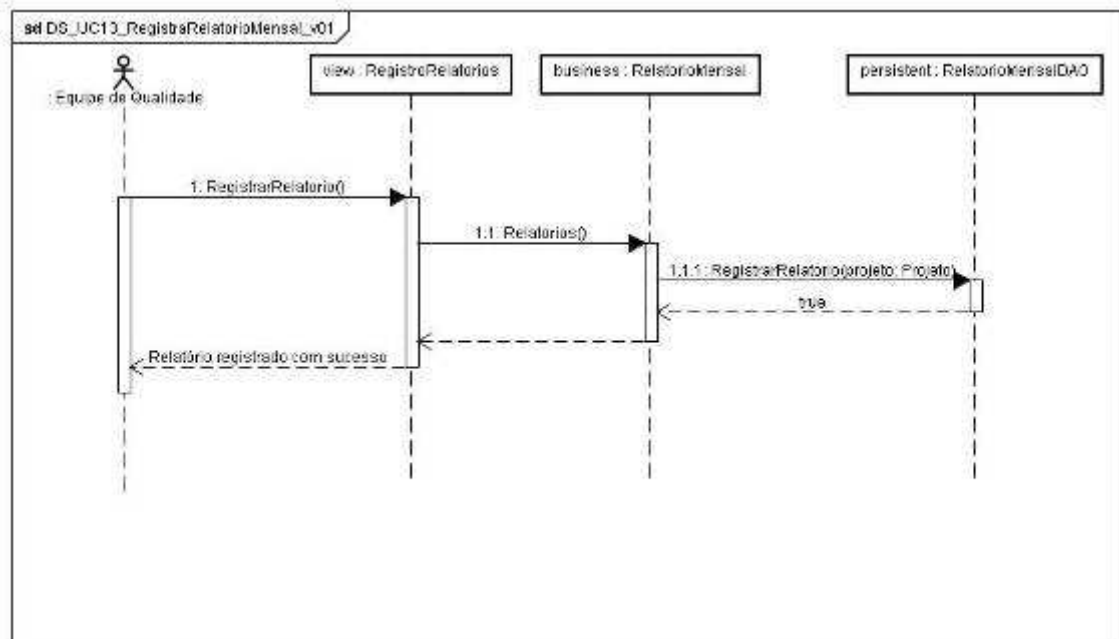 sd DS_UC13_RegistraRelatorioMensal_v01
: Equipe de Qualidade
view : RegistroRelatorios
business : RelatorioMensal
persistent : RelatorioMensalDAO
1: RegistrarRelatorio()
1.1: Relatorios()
1.1.1: RegistrarRelatorio(projeto: Projeto)
true
Relatório registrado com sucesso